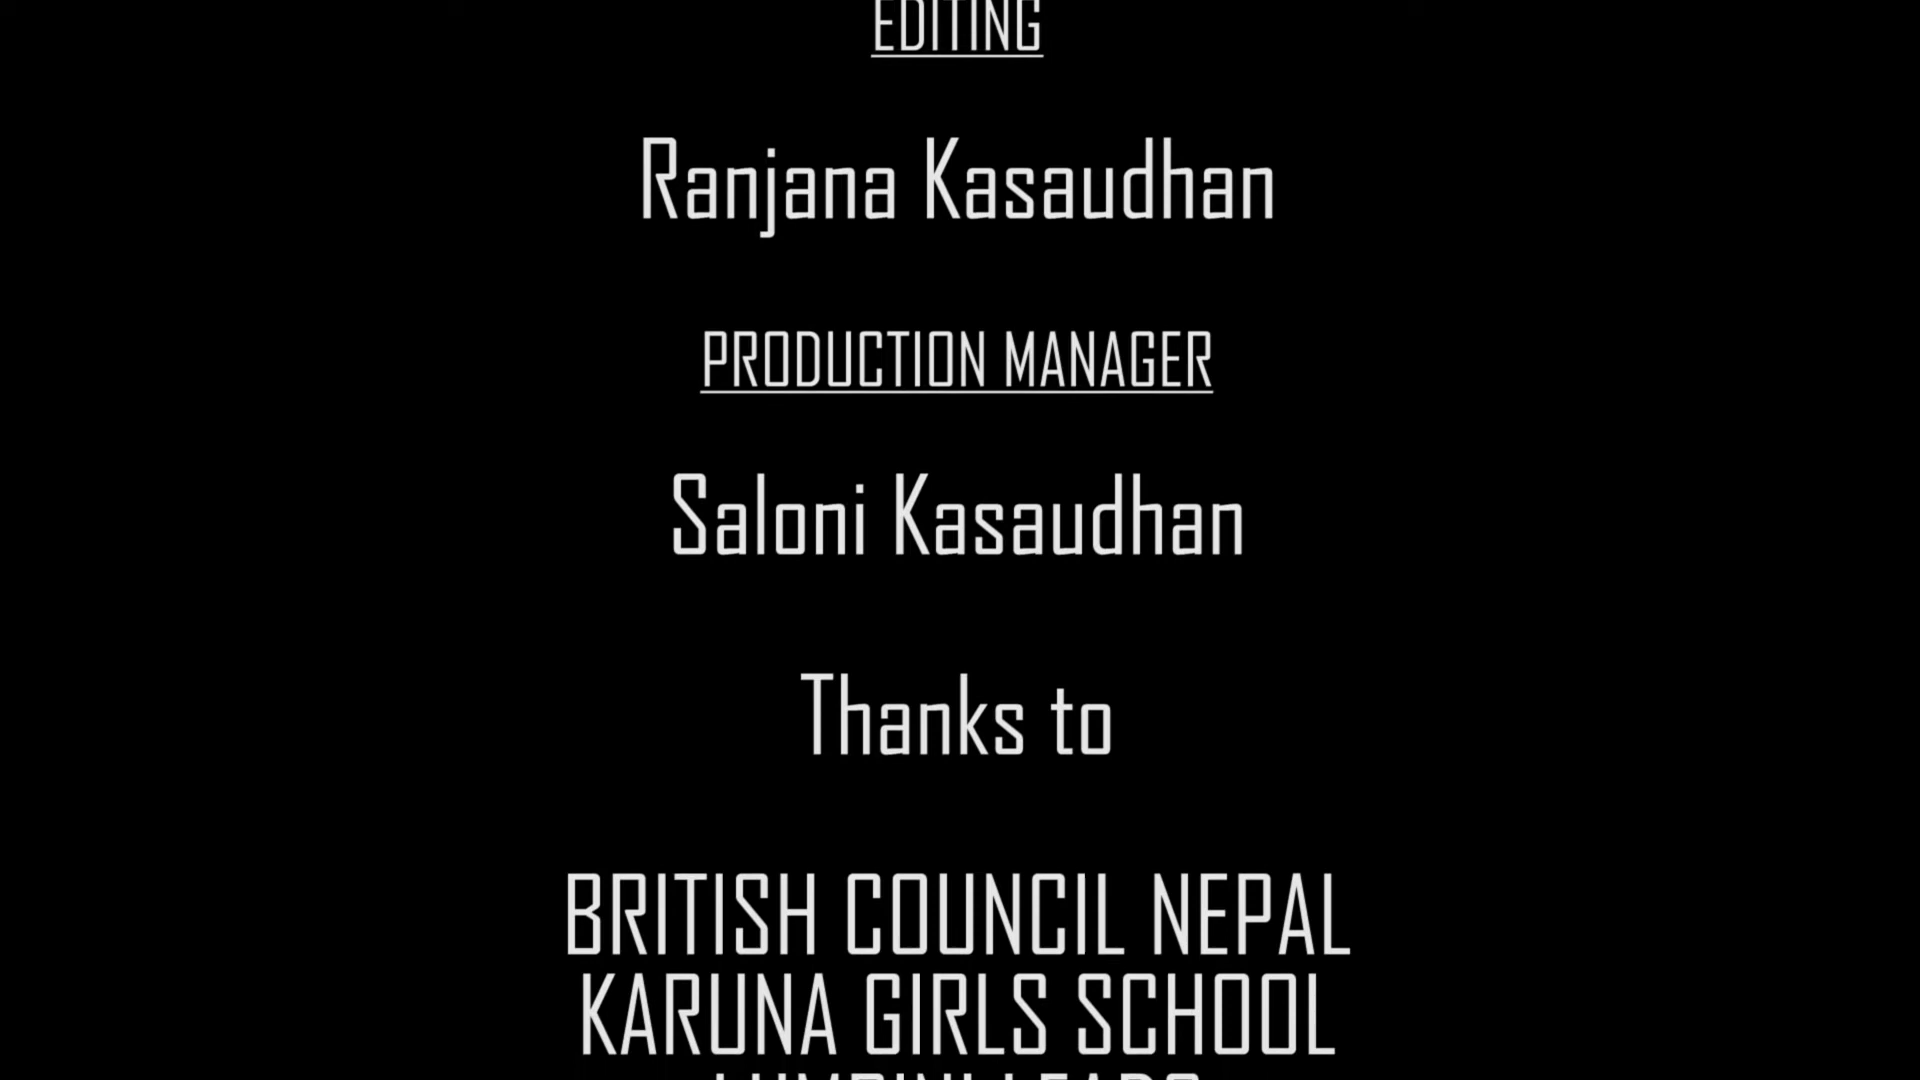 EDITING
Ranjana Kasaudhan
PRODUCTION MANAGER
Saloni Kasaudhan
Thanks to
BRITISH COUNCIL NEPAL
KARUNA GIRLS SCHOOL